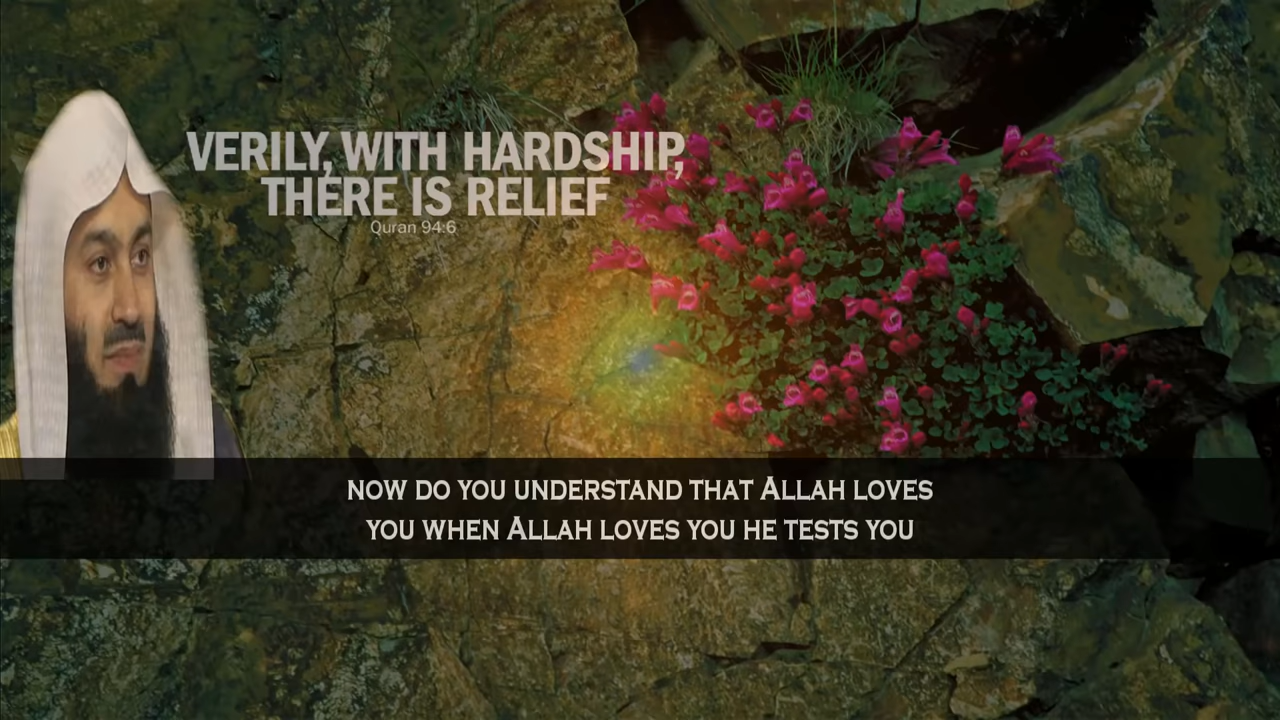 VERILY, WITH HARDSHIP,
THERE IS RELIEF
Quran 94:6
NOW DO YOU UNDERSTAND THAT ALLAH LOVES
YOU WHEN ALLAH LOVES YOU HE TESTS YOU